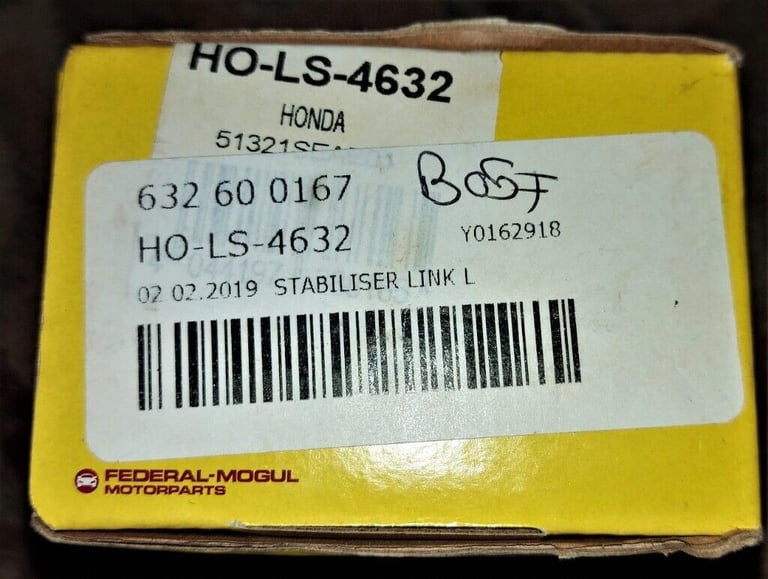 HO-LS-4632
HONDA
632 60 0167
HO-LS-4632
Y0162918
02 02.2019 STABILISER LINK L
FEDERAL-MOGUL
MOTORPARTS